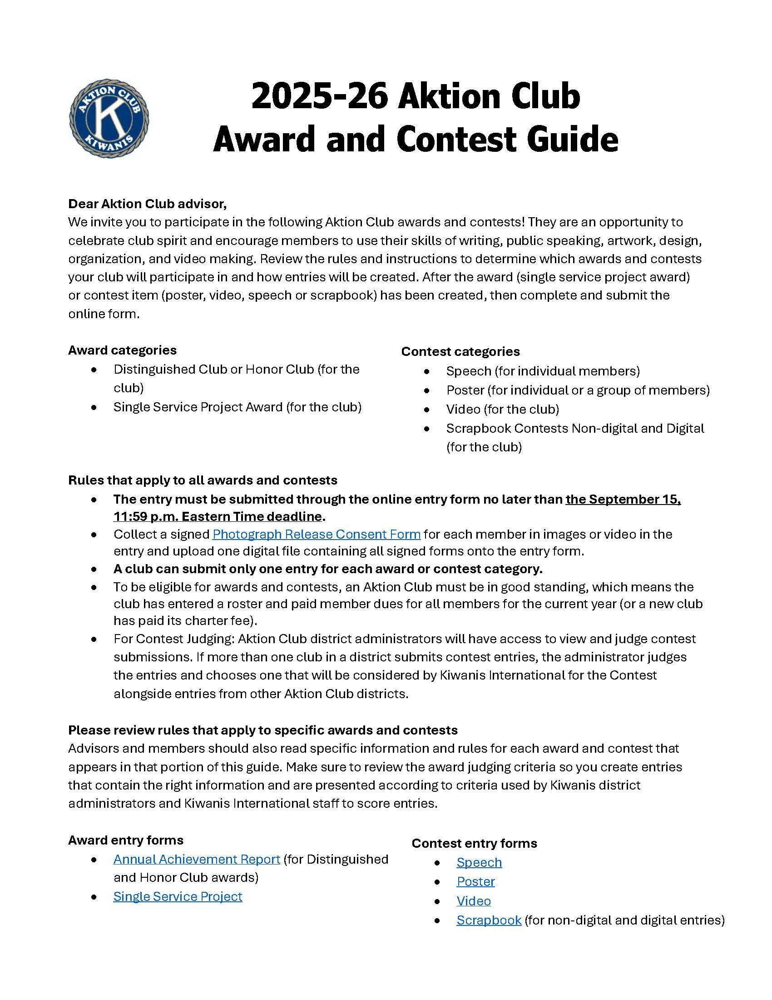 AKTION CLUB
K
KIWANIS
2025-26 Aktion Club
Award and Contest Guide
Dear Aktion Club advisor,
We invite you to participate in the following Aktion Club awards and contests! They are an opportunity to
celebrate club spirit and encourage members to use their skills of writing, public speaking, artwork, design,
organization, and video making. Review the rules and instructions to determine which awards and contests
your club will participate in and how entries will be created. After the award (single service project award)
or contest item (poster, video, speech or scrapbook) has been created, then complete and submit the
online form.
Award categories
• Distinguished Club or Honor Club (for the
club)
• Single Service Project Award (for the club)
Contest categories
• Speech (for individual members)
• Poster (for individual or a group of members)
• Video (for the club)
• Scrapbook Contests Non-digital and Digital
(for the club)
Rules that apply to all awards and contests
• The entry must be submitted through the online entry form no later than the September 15,
11:59 p.m. Eastern Time deadline.
• Collect a signed Photograph Release Consent Form for each member in images or video in the
entry and upload one digital file containing all signed forms onto the entry form.
• A club can submit only one entry for each award or contest category.
• To be eligible for awards and contests, an Aktion Club must be in good standing, which means the
club has entered a roster and paid member dues for all members for the current year (or a new club
has paid its charter fee).
• For Contest Judging: Aktion Club district administrators will have access to view and judge contest
submissions. If more than one club in a district submits contest entries, the administrator judges
the entries and chooses one that will be considered by Kiwanis International for the Contest
alongside entries from other Aktion Club districts.
Please review rules that apply to specific awards and contests
Advisors and members should also read specific information and rules for each award and contest that
appears in that portion of this guide. Make sure to review the award judging criteria so you create entries
that contain the right information and are presented according to criteria used by Kiwanis district
administrators and Kiwanis International staff to score entries.
Award entry forms
• Annual Achievement Report (for Distinguished
and Honor Club awards)
• Single Service Project
Contest entry forms
• Speech
• Poster
• Video
• Scrapbook (for non-digital and digital entries)